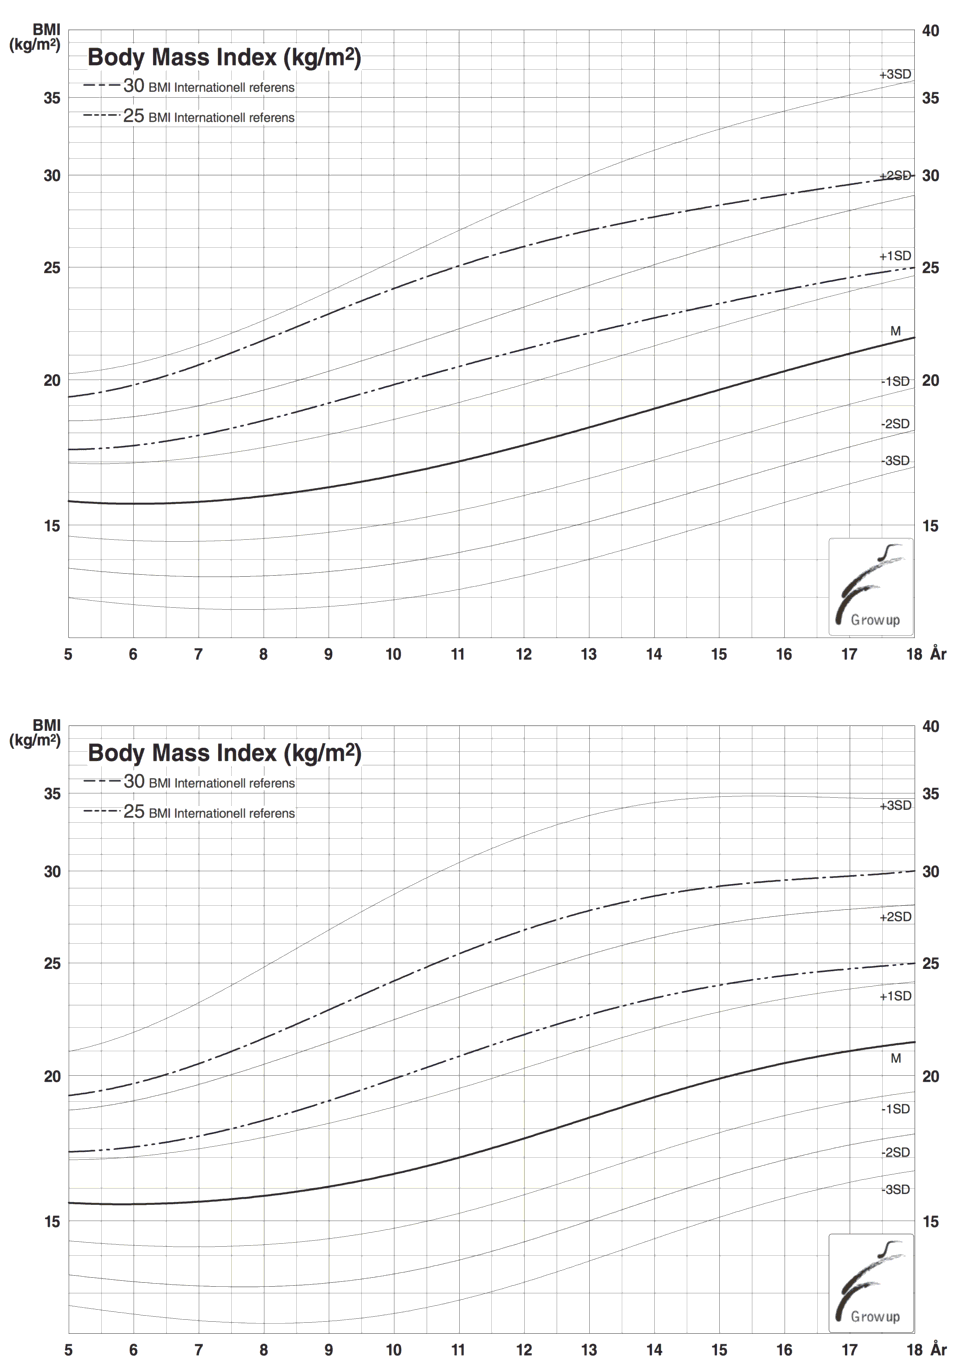 BMI
(kg/m²)
40
Body Mass Index (kg/m²)
30 BMI Internationell referens
25 BMI Internationell referens
+3SD
35
35
30
+2SD
30
+1SD
25
25
M
20
-1SD
20
-2SD
-3SD
15
15
Growup
5 6 7 8 9 10 11 12 13 14 15 16 17 18 År
BMI
(kg/m²)
40
Body Mass Index (kg/m²)
30 BMI Internationell referens
25 BMI Internationell referens
35
35
+3SD
30
30
+2SD
25
25
+1SD
M
20
20
-1SD
-2SD
-3SD
15
15
Growup
5 6 7 8 9 10 11 12 13 14 15 16 17 18 År